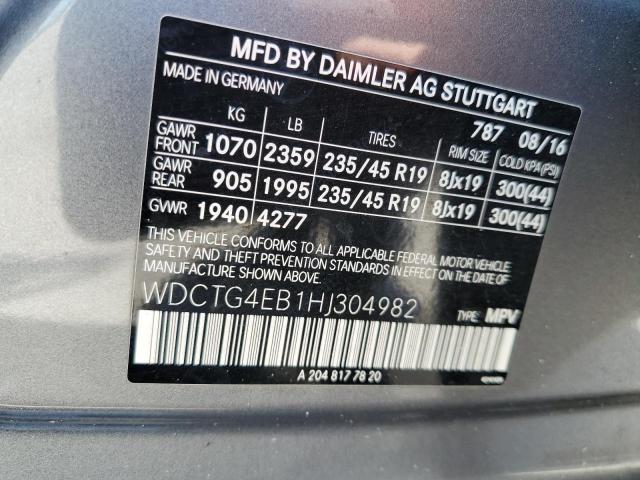 MFD BY DAIMLER AG STUTTGART
MADE IN GERMANY 787 08/16
KG LB TIRES RIM SIZE COLD KPA (PSI)
GAWR FRONT 1070 2359 235/45 R19 8Jx19 300(44)
GAWR REAR 905 1995 235/45 R19 8Jx19 300(44)
GVWR 1940 4277
THIS VEHICLE CONFORMS TO ALL APPLICABLE FEDERAL MOTOR VEHICLE
SAFETY AND THEFT PREVENTION STANDARDS IN EFFECT ON THE DATE OF
MANUFACTURE SHOWN ABOVE.
WDCTG4EB1HJ304982 TYPE: MPV
A 204 817 78 20